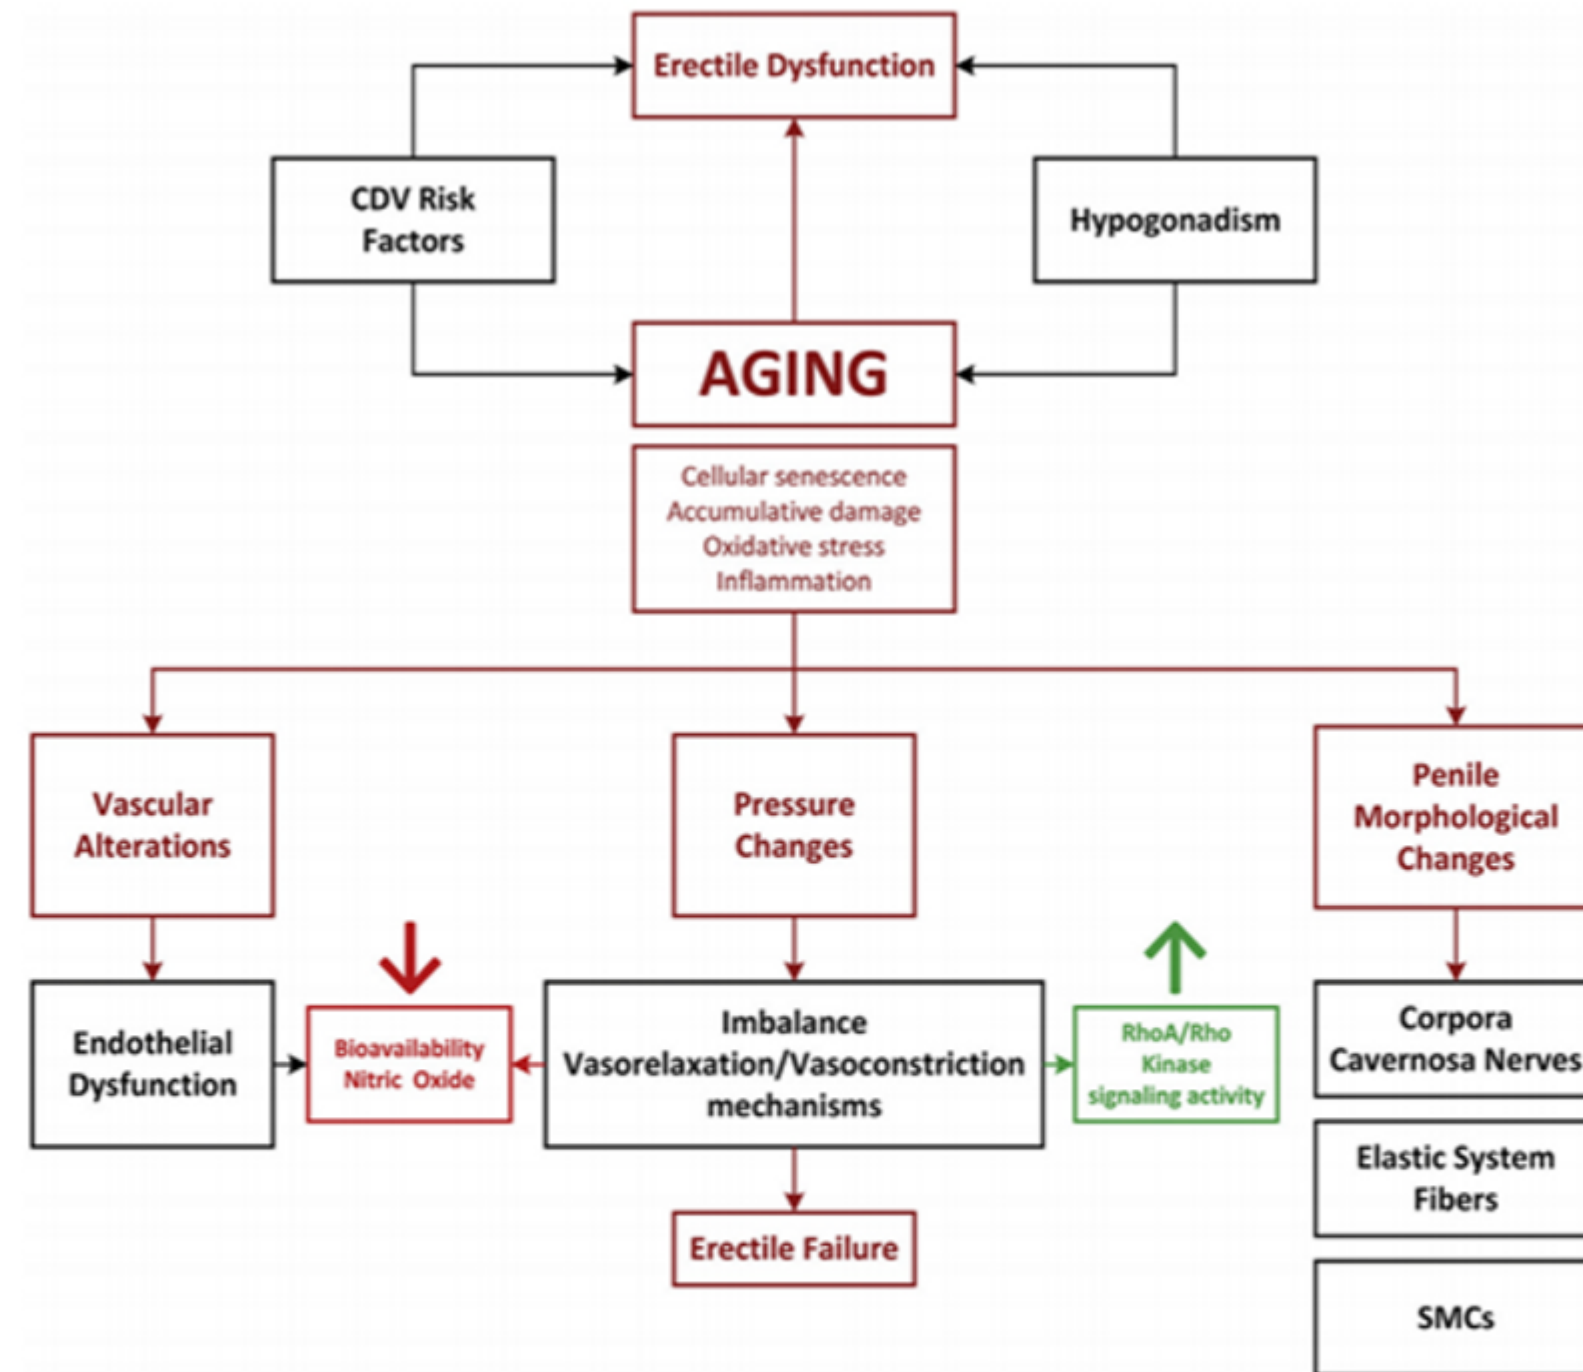 Erectile Dysfunction
CDV Risk
Factors
Hypogonadism
AGING
Cellular senescence
Accumulative damage
Oxidative stress
Inflammation
Vascular
Alterations
Pressure
Changes
Penile
Morphological
Changes
Endothelial
Dysfunction
Bioavailability
Nitric Oxide
Imbalance
Vasorelaxation/Vasoconstriction
mechanisms
RhoA/Rho
Kinase
signaling activity
Corpora
Cavernosa Nerves
Elastic System
Fibers
Erectile Failure
SMCs